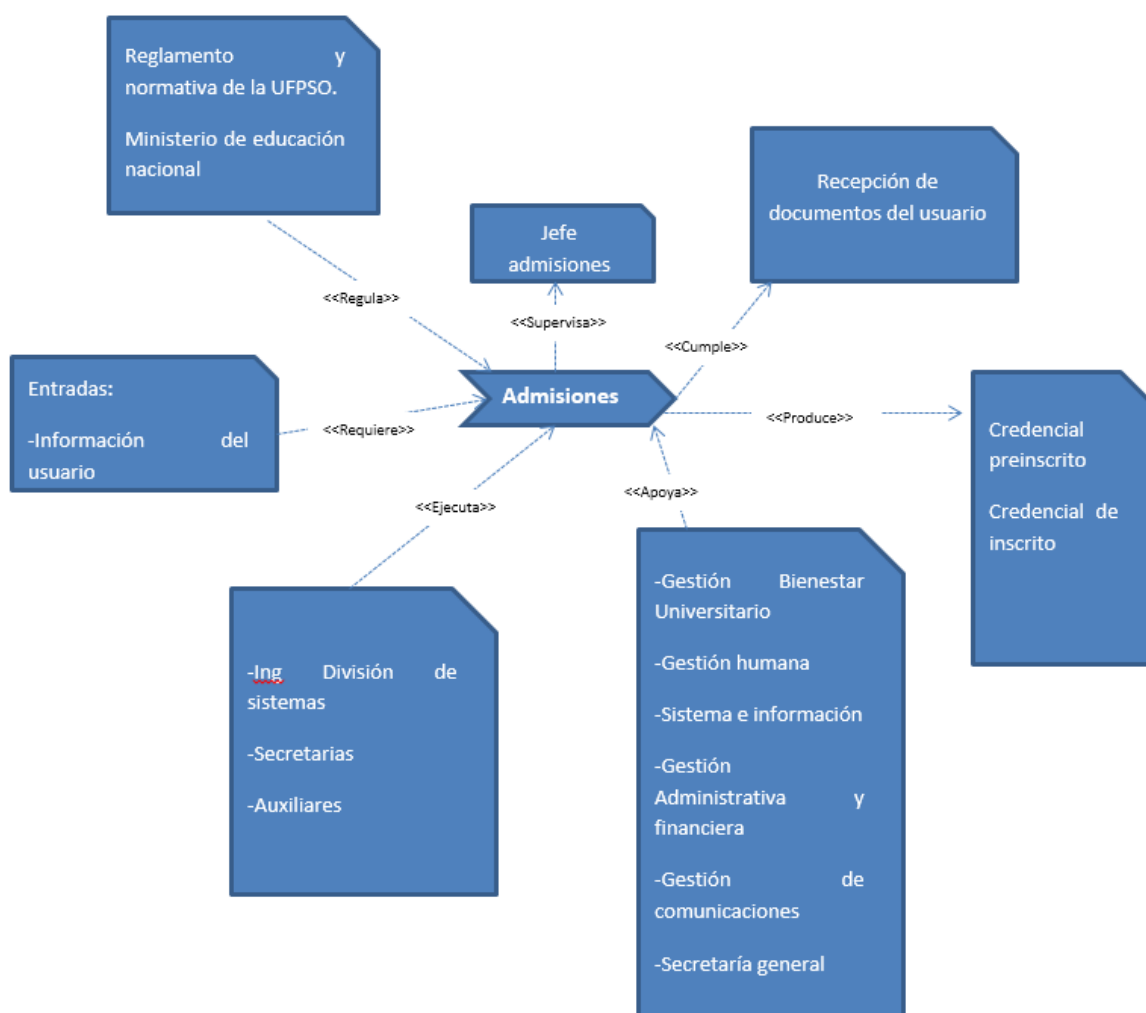 Reglamento y
normativa de la UFPSO.
Ministerio de educación
nacional
Recepción de
documentos del usuario
Jefe
admisiones
<<Regula>>
<<Supervisa>>
<<Cumple>>
Entradas:
-Información del
usuario
<<Requiere>>
Admisiones
<<Produce>>
Credencial
preinscrito
Credencial de
inscrito
<<Ejecuta>>
<<Apoya>>
-Ing División de
sistemas
-Secretarias
-Auxiliares
-Gestión Bienestar
Universitario
-Gestión humana
-Sistema e información
-Gestión
Administrativa y
financiera
-Gestión de
comunicaciones
-Secretaría general